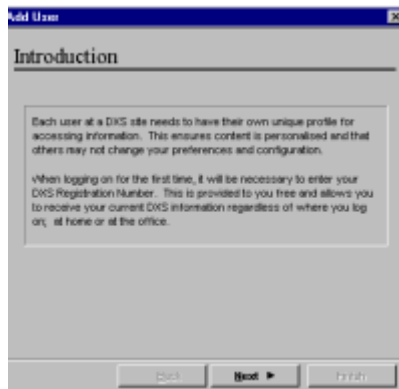 Add User
Introduction
Each user at a DXS site needs to have their own unique profile for
accessing information. This ensures content is personalised and that
others may not change your preferences and configuration.
When logging on for the first time, it will be necessary to enter your
DXS Registration Number. This is provided to you free and allows you
to receive your current DXS information regardless of where you log
on; at home or at the office.
Back Next Finish